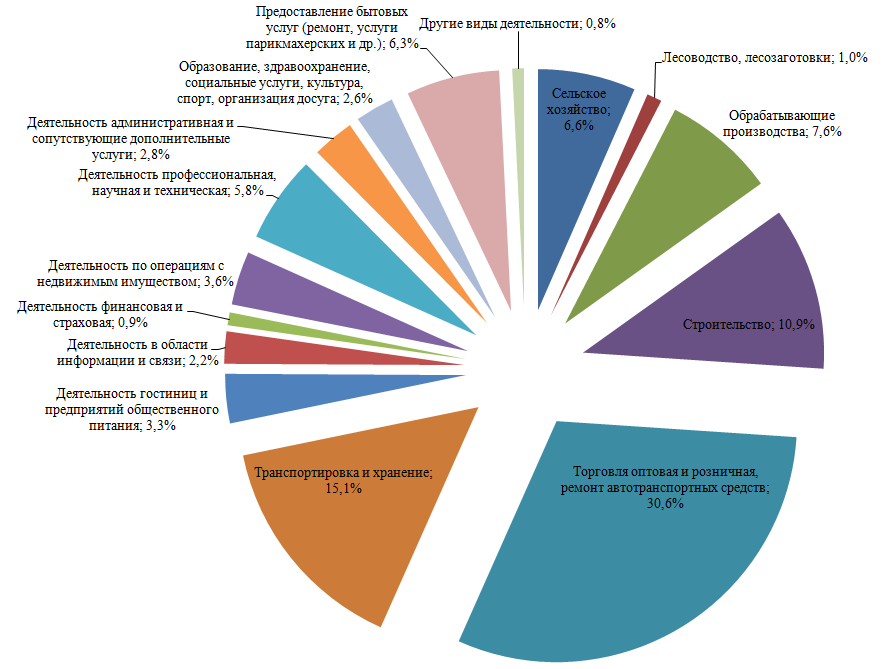 Предоставление бытовых
услуг (ремонт, услуги
парикмахерских и др.); 6,3%
Другие виды деятельности; 0,8%
Лесоводство, лесозаготовки; 1,0%
Образование, здравоохранение,
социальные услуги, культура,
спорт, организация досуга; 2,6%
Сельское
хозяйство;
6,6%
Обрабатывающие
производства; 7,6%
Деятельность административная и
сопутствующие дополнительные
услуги; 2,8%
Деятельность профессиональная,
научная и техническая; 5,8%
Деятельность по операциям с
недвижимым имуществом; 3,6%
Деятельность финансовая и
страховая; 0,9%
Строительство; 10,9%
Деятельность в области
информации и связи; 2,2%
Деятельность гостиниц и
предприятий общественного
питания; 3,3%
Транспортировка и хранение;
15,1%
Торговля оптовая и розничная,
ремонт автотранспортных средств;
30,6%